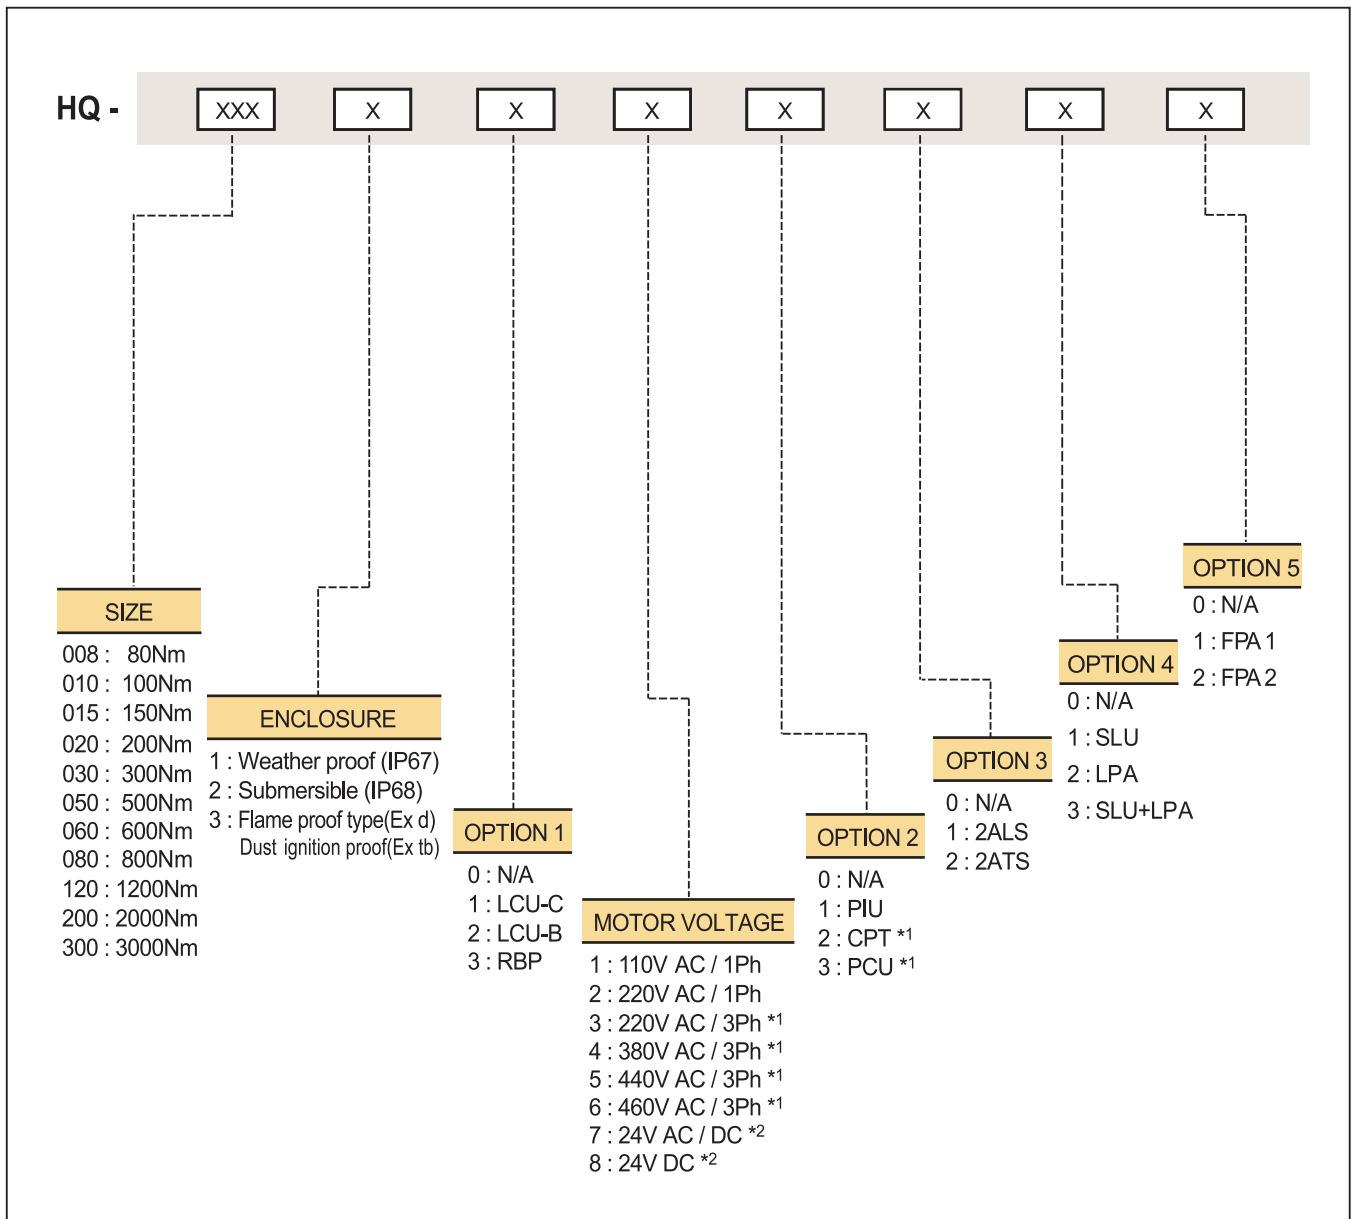 HQ - XXX X X X X X X X
SIZE
008 : 80Nm
010 : 100Nm
015 : 150Nm
020 : 200Nm
030 : 300Nm
050 : 500Nm
060 : 600Nm
080 : 800Nm
120 : 1200Nm
200 : 2000Nm
300 : 3000Nm
ENCLOSURE
1 : Weather proof (IP67)
2 : Submersible (IP68)
3 : Flame proof type(Ex d)
Dust ignition proof(Ex tb)
OPTION 1
0 : N/A
1 : LCU-C
2 : LCU-B
3 : RBP
MOTOR VOLTAGE
1 : 110V AC / 1Ph
2 : 220V AC / 1Ph
3 : 220V AC / 3Ph *1
4 : 380V AC / 3Ph *1
5 : 440V AC / 3Ph *1
6 : 460V AC / 3Ph *1
7 : 24V AC / DC *2
8 : 24V DC *2
OPTION 2
0 : N/A
1 : PIU
2 : CPT *1
3 : PCU *1
OPTION 3
0 : N/A
1 : 2ALS
2 : 2ATS
OPTION 4
0 : N/A
1 : SLU
2 : LPA
3 : SLU+LPA
OPTION 5
0 : N/A
1 : FPA 1
2 : FPA 2